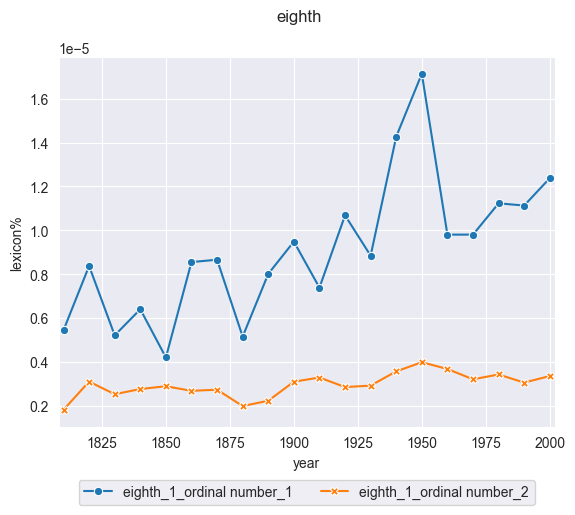 eighth
1e−5
1.6
1.4
1.2
1.0
0.8
0.6
0.4
0.2
lexicon%
1825 1850 1875 1900 1925 1950 1975 2000
year
eighth_1_ordinal number_1 eighth_1_ordinal number_2